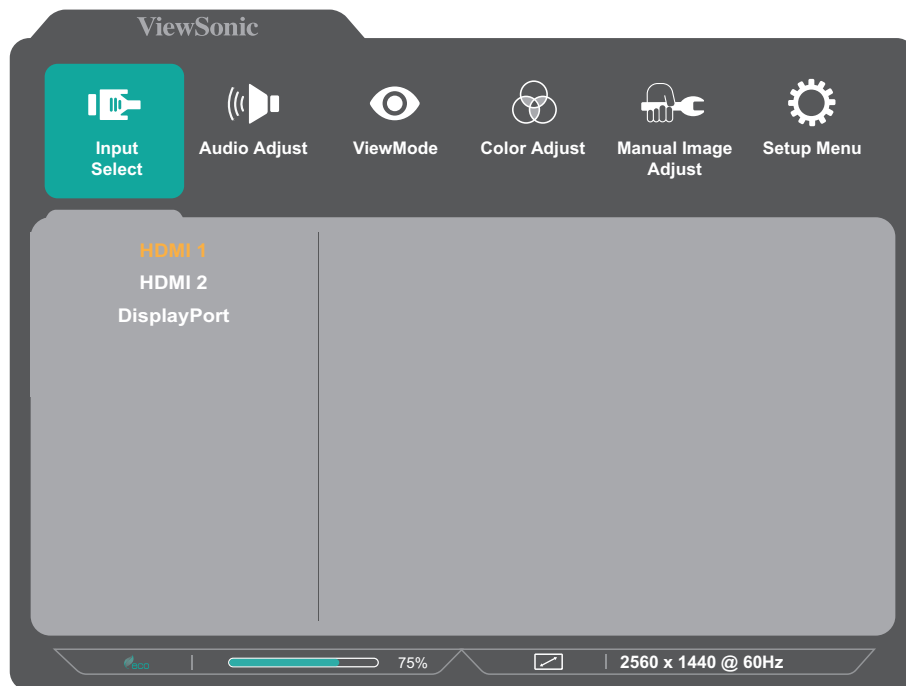 ViewSonic
Input
Select
Audio Adjust
ViewMode
Color Adjust
Manual Image
Adjust
Setup Menu
HDMI 1
HDMI 2
DisplayPort
ECO
75%
2560 x 1440 @ 60Hz